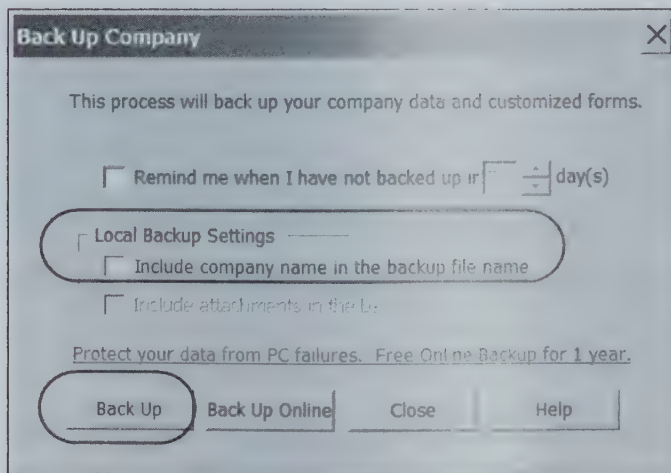 Back Up Company
This process will back up your company data and customized forms.
Remind me when I have not backed up day(s)
Local Backup Settings
Include company name in the backup file name
Include attachments in the
Protect your data from PC failures. Free Online Backup for 1 year.
Back Up Back Up Online Close Help